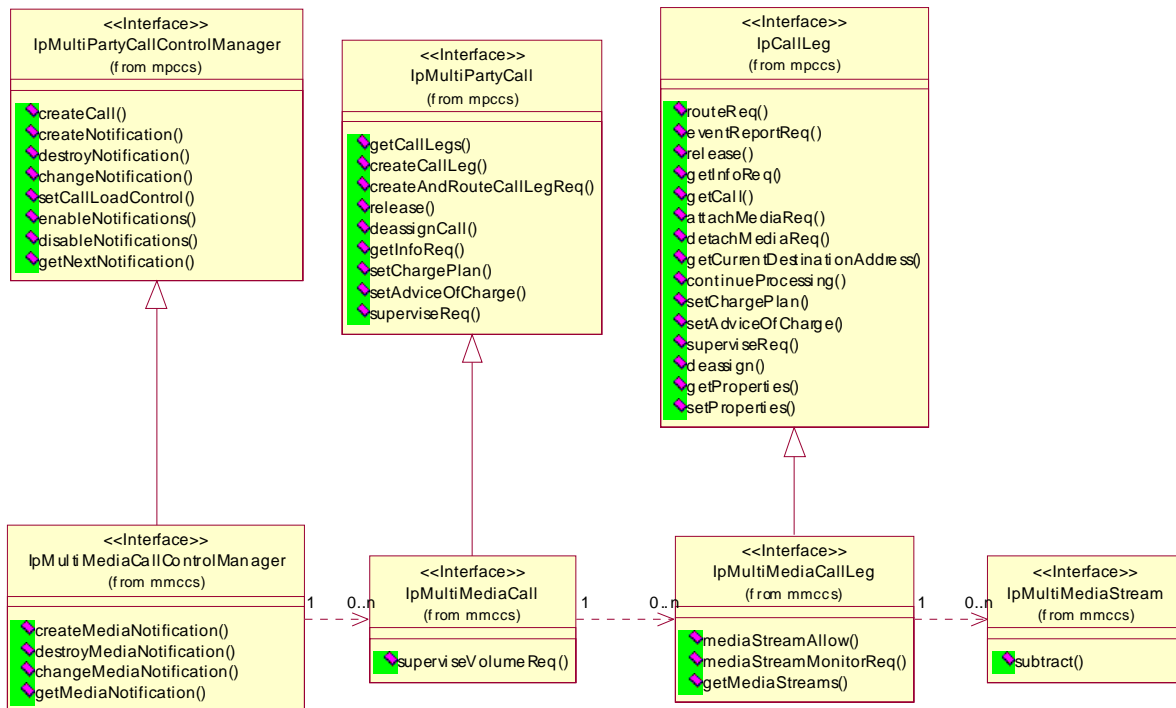 <<Interface>>
IpMultiPartyCallControlManager
(from mpccs)
createCall()
createNotification()
destroyNotification()
changeNotification()
setCallLoadControl()
enableNotifications()
disableNotifications()
getNextNotification()
<<Interface>>
IpMultiPartyCall
(from mpccs)
getCallLegs()
createCallLeg()
createAndRouteCallLegReq()
release()
deassignCall()
getInfoReq()
setChargePlan()
setAdviceOfCharge()
superviseReq()
<<Interface>>
IpCallLeg
(from mpccs)
routeReq()
eventReportReq()
release()
getInfoReq()
getCall()
attachMediaReq()
detachMediaReq()
getCurrentDestinationAddress()
continueProcessing()
setChargePlan()
setAdviceOfCharge()
superviseReq()
deassign()
getProperties()
setProperties()
<<Interface>>
IpMultiMediaCallControlManager
(from mmccs)
createMediaNotification()
destroyMediaNotification()
changeMediaNotification()
getMediaNotification()
1
0..n
<<Interface>>
IpMultiMediaCall
(from mmccs)
superviseVolumeReq()
1
0..n
<<Interface>>
IpMultiMediaCallLeg
(from mmccs)
mediaStreamAllow()
mediaStreamMonitorReq()
getMediaStreams()
1
0..n
<<Interface>>
IpMultiMediaStream
(from mmccs)
subtract()